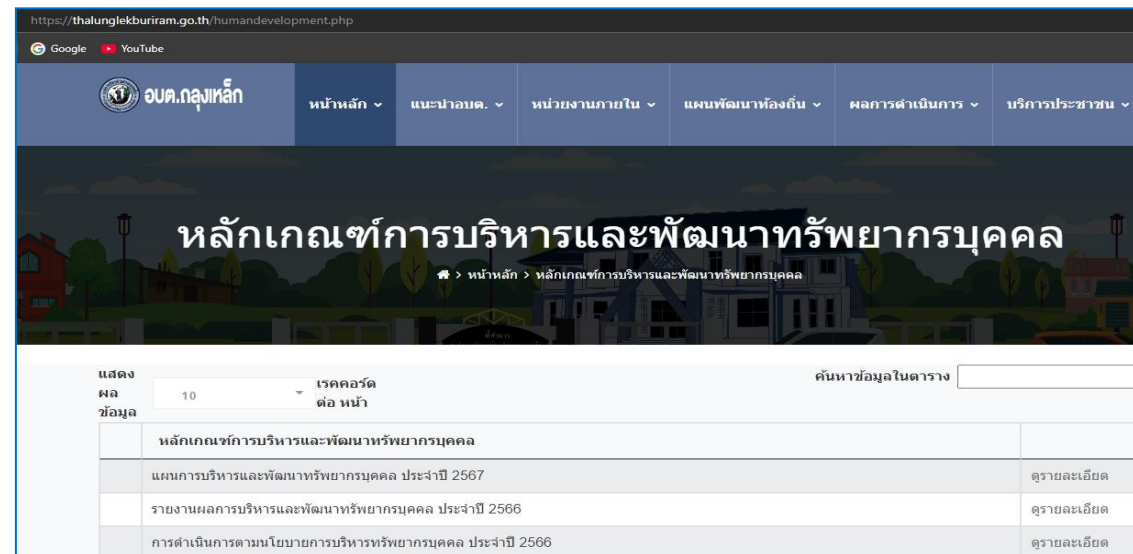 https://thalunglekburiram.go.th/humandevelopment.php
Google YouTube
อบต.ถลุงเหล็ก หน้าหลัก แนะนำอบต. หน่วยงานภายใน แผนพัฒนาท้องถิ่น ผลการดำเนินการ บริการประชาชน
หลักเกณฑ์การบริหารและพัฒนาทรัพยากรบุคคล
> หน้าหลัก > หลักเกณฑ์การบริหารและพัฒนาทรัพยากรบุคคล
แสดง
ผล
ข้อมูล
10
เรคคอร์ด
ต่อ หน้า
ค้นหาข้อมูลในตาราง
หลักเกณฑ์การบริหารและพัฒนาทรัพยากรบุคคล
แผนการบริหารและพัฒนาทรัพยากรบุคคล ประจำปี 2567 ดูรายละเอียด
รายงานผลการบริหารและพัฒนาทรัพยากรบุคคล ประจำปี 2566 ดูรายละเอียด
การดำเนินการตามนโยบายการบริหารทรัพยากรบุคคล ประจำปี 2566 ดูรายละเอียด